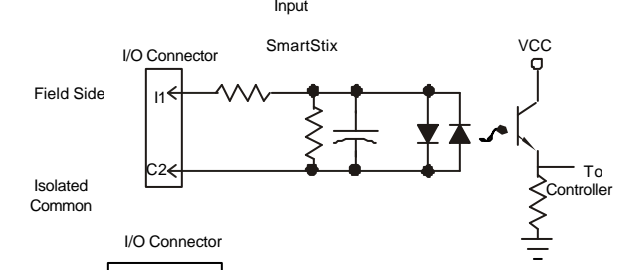 Input
SmartStix
I/O Connector
VCC
Field Side
I1
C2
To
Controller
Isolated
Common
I/O Connector